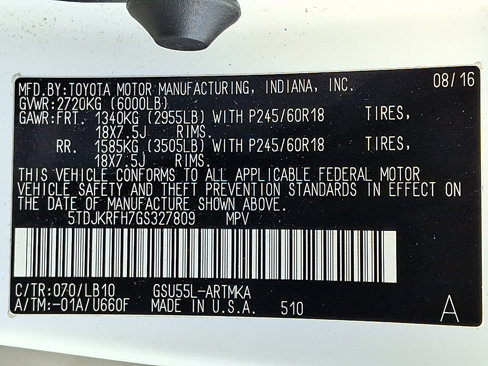 MFD.BY:TOYOTA MOTOR MANUFACTURING, INDIANA, INC. 08/16
GVWR:2720KG (6000LB)
GAWR:FRT. 1340KG (2955LB) WITH P245/60R18 TIRES,
18X7.5J RIMS.
RR. 1585KG (3505LB) WITH P245/60R18 TIRES,
18X7.5J RIMS.
THIS VEHICLE CONFORMS TO ALL APPLICABLE FEDERAL MOTOR
VEHICLE SAFETY AND THEFT PREVENTION STANDARDS IN EFFECT ON
THE DATE OF MANUFACTURE SHOWN ABOVE.
5TDJKRFH7GS327809 MPV
C/TR:070/LB10 GSU55L-ARTMKA
A/TM:-01A/U660F MADE IN U.S.A. 510 A